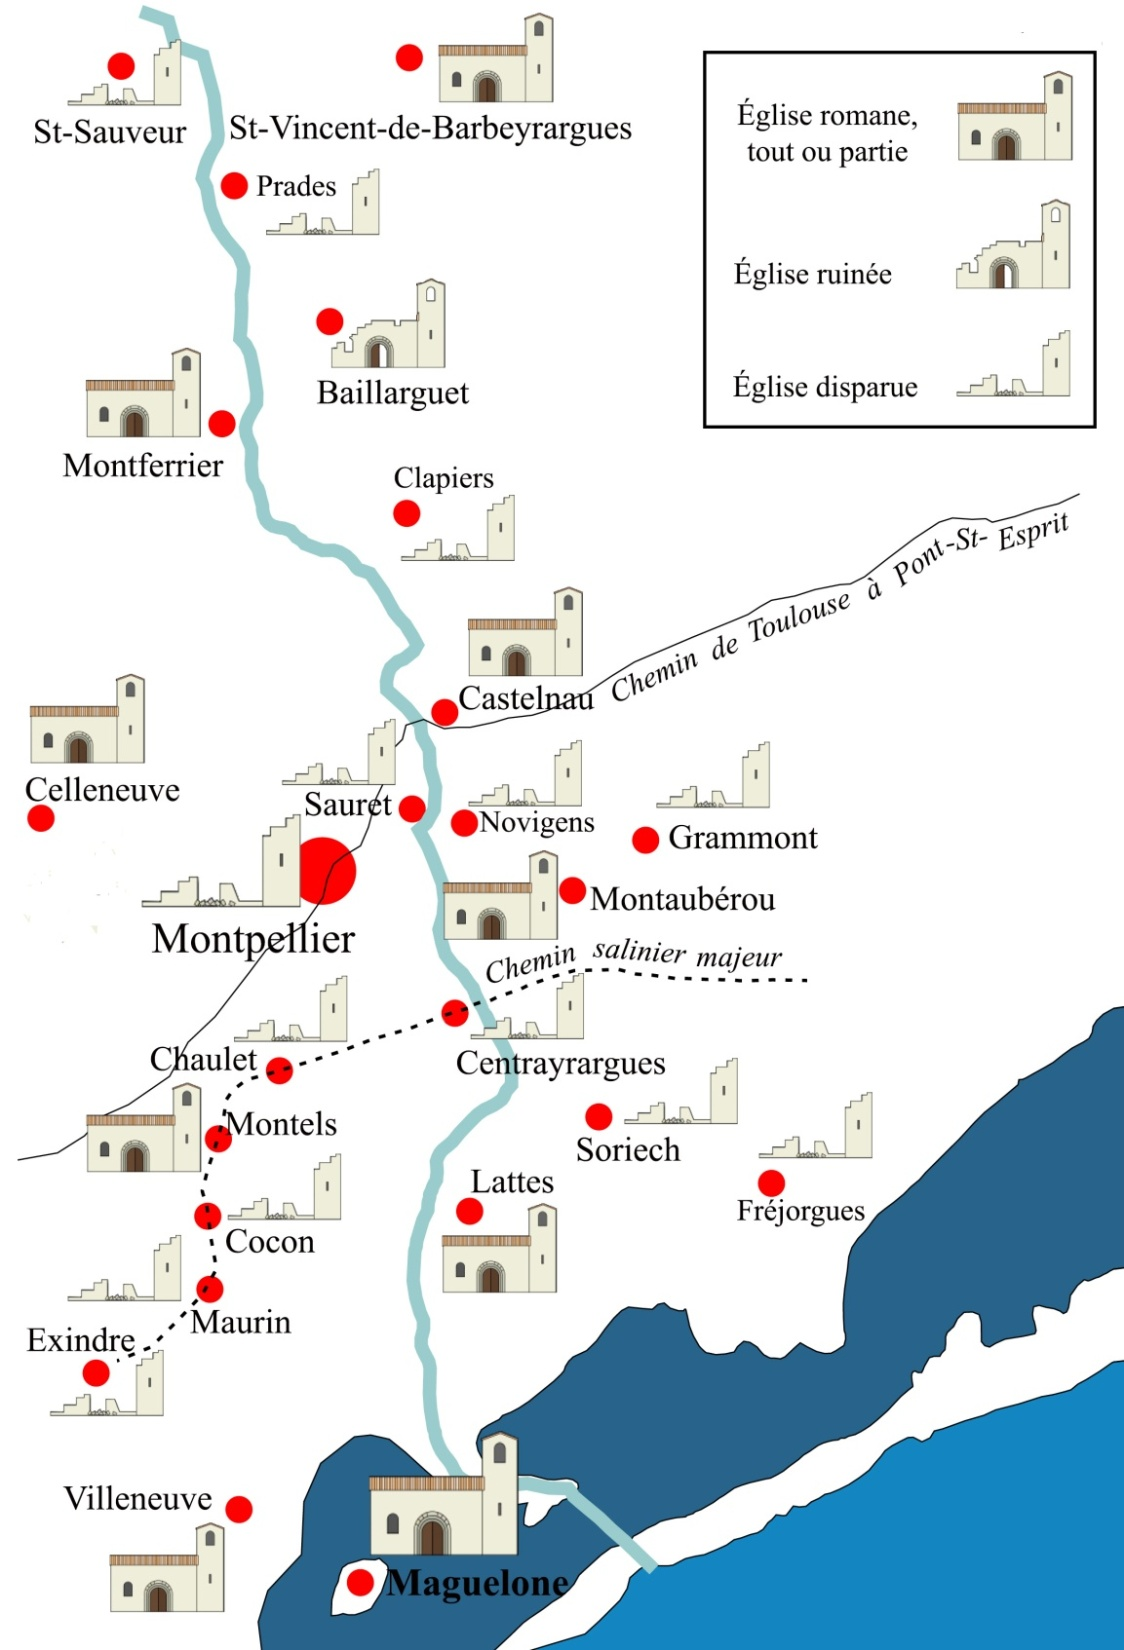 St-Sauveur
St-Vincent-de-Barbeyrargues
Prades
Église romane,
tout ou partie
Église ruinée
Église disparue
Baillarguet
Montferrier
Clapiers
Chemin de Toulouse à Pont-St- Esprit
Castelnau
Celleneuve
Sauret
Novigens
Grammont
Montaubérou
Montpellier
Chemin salinier majeur
Chaulet
Centrayrargues
Montels
Soriech
Lattes
Fréjorgues
Cocon
Maurin
Exindre
Villeneuve
Maguelone